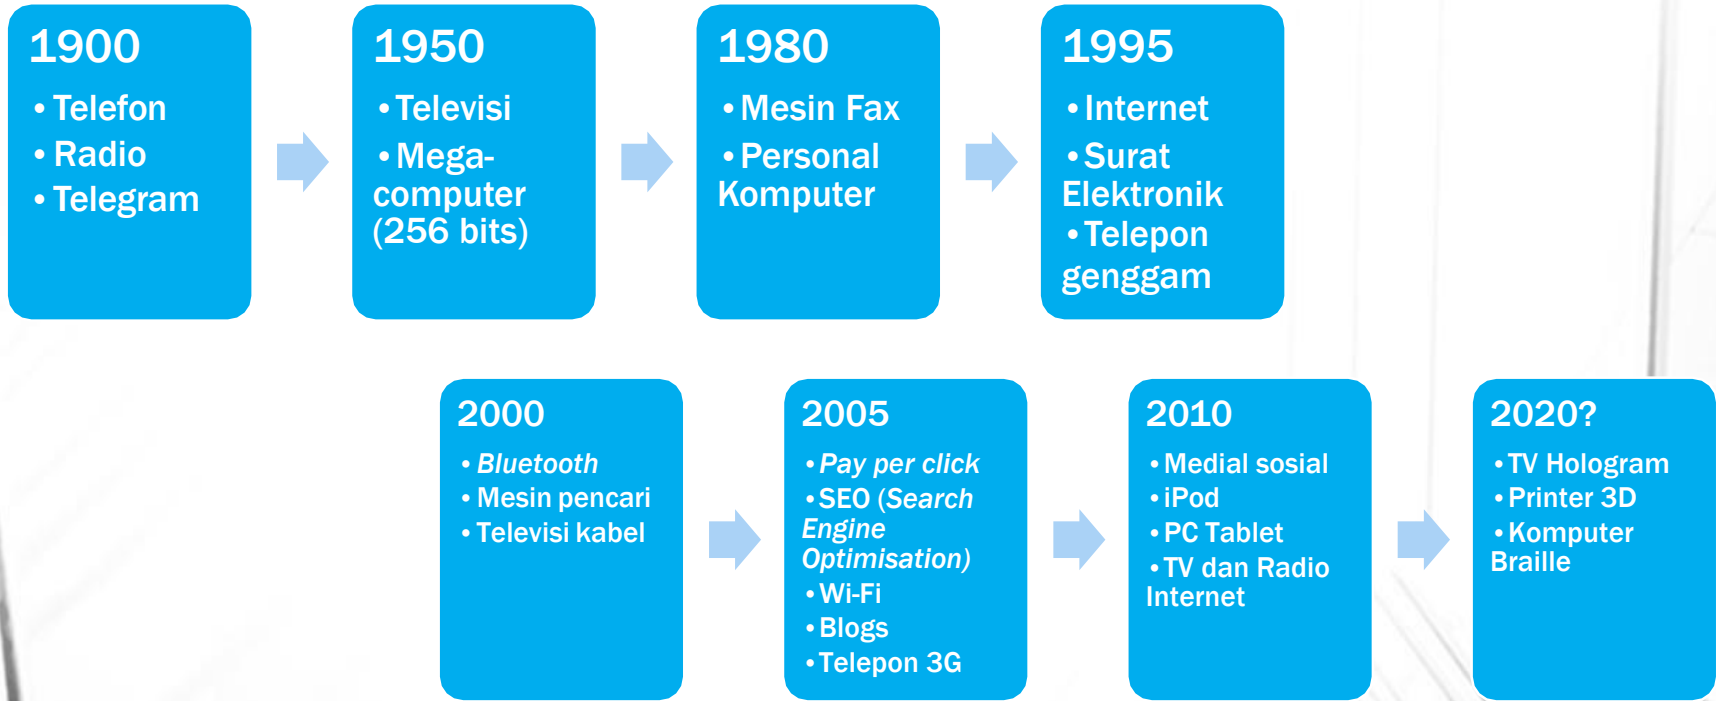 1900
• Telefon
• Radio
• Telegram
1950
• Televisi
• Mega-
computer
(256 bits)
1980
• Mesin Fax
• Personal
Komputer
1995
• Internet
• Surat
Elektronik
• Telepon
genggam
2000
• Bluetooth
• Mesin pencari
• Televisi kabel
2005
• Pay per click
• SEO (Search
Engine
Optimisation)
• Wi-Fi
• Blogs
• Telepon 3G
2010
• Medial sosial
• iPod
• PC Tablet
• TV dan Radio
Internet
2020?
• TV Hologram
• Printer 3D
• Komputer
Braille